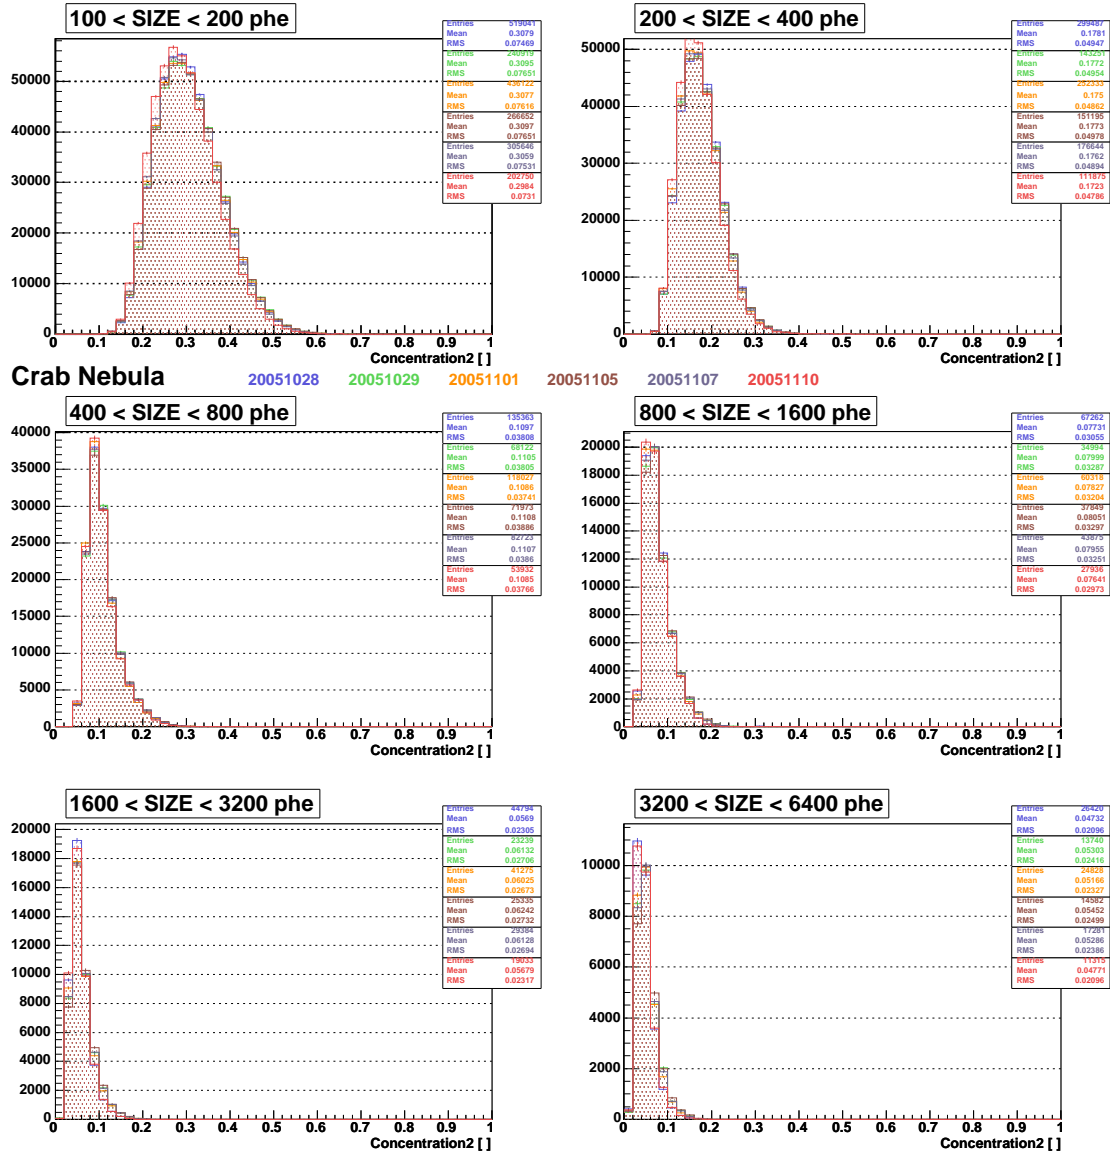 100 < SIZE < 200 phe
Entries 519041
Mean 0.3079
RMS 0.07469
Entries 240919
Mean 0.3095
RMS 0.07651
Entries 436122
Mean 0.3077
RMS 0.07616
Entries 266652
Mean 0.3097
RMS 0.07651
Entries 305646
Mean 0.3059
RMS 0.07531
Entries 202750
Mean 0.2984
RMS 0.0731
50000
40000
30000
20000
10000
0
0 0.1 0.2 0.3 0.4 0.5 0.6 0.7 0.8 0.9 1
Concentration2 [ ]
200 < SIZE < 400 phe
Entries 299487
Mean 0.1781
RMS 0.04947
Entries 143251
Mean 0.1772
RMS 0.04954
Entries 252333
Mean 0.175
RMS 0.04862
Entries 151195
Mean 0.1773
RMS 0.04978
Entries 176644
Mean 0.1762
RMS 0.04894
Entries 111875
Mean 0.1723
RMS 0.04786
50000
40000
30000
20000
10000
0
0 0.1 0.2 0.3 0.4 0.5 0.6 0.7 0.8 0.9 1
Concentration2 [ ]
Crab Nebula 20051028 20051029 20051101 20051105 20051107 20051110
400 < SIZE < 800 phe
Entries 135363
Mean 0.1097
RMS 0.03808
Entries 68122
Mean 0.1105
RMS 0.03805
Entries 118027
Mean 0.1086
RMS 0.03741
Entries 71973
Mean 0.1108
RMS 0.03886
Entries 82723
Mean 0.1107
RMS 0.0386
Entries 53932
Mean 0.1085
RMS 0.03766
40000
35000
30000
25000
20000
15000
10000
5000
0
0 0.1 0.2 0.3 0.4 0.5 0.6 0.7 0.8 0.9 1
Concentration2 [ ]
800 < SIZE < 1600 phe
Entries 67262
Mean 0.07731
RMS 0.03055
Entries 34994
Mean 0.07999
RMS 0.03287
Entries 60318
Mean 0.07827
RMS 0.03204
Entries 37849
Mean 0.08051
RMS 0.03297
Entries 43875
Mean 0.07955
RMS 0.03251
Entries 27936
Mean 0.07641
RMS 0.02973
20000
18000
16000
14000
12000
10000
8000
6000
4000
2000
0
0 0.1 0.2 0.3 0.4 0.5 0.6 0.7 0.8 0.9 1
Concentration2 [ ]
1600 < SIZE < 3200 phe
Entries 44794
Mean 0.0569
RMS 0.02305
Entries 23239
Mean 0.06132
RMS 0.02706
Entries 41275
Mean 0.06025
RMS 0.02673
Entries 25335
Mean 0.06242
RMS 0.02732
Entries 29384
Mean 0.06128
RMS 0.02694
Entries 19033
Mean 0.05679
RMS 0.02317
20000
18000
16000
14000
12000
10000
8000
6000
4000
2000
0
0 0.1 0.2 0.3 0.4 0.5 0.6 0.7 0.8 0.9 1
Concentration2 [ ]
3200 < SIZE < 6400 phe
Entries 26420
Mean 0.04732
RMS 0.02096
Entries 13740
Mean 0.05303
RMS 0.02416
Entries 24828
Mean 0.05166
RMS 0.02327
Entries 14582
Mean 0.05452
RMS 0.02499
Entries 17281
Mean 0.05286
RMS 0.02386
Entries 11315
Mean 0.04771
RMS 0.02096
10000
8000
6000
4000
2000
0
0 0.1 0.2 0.3 0.4 0.5 0.6 0.7 0.8 0.9 1
Concentration2 [ ]